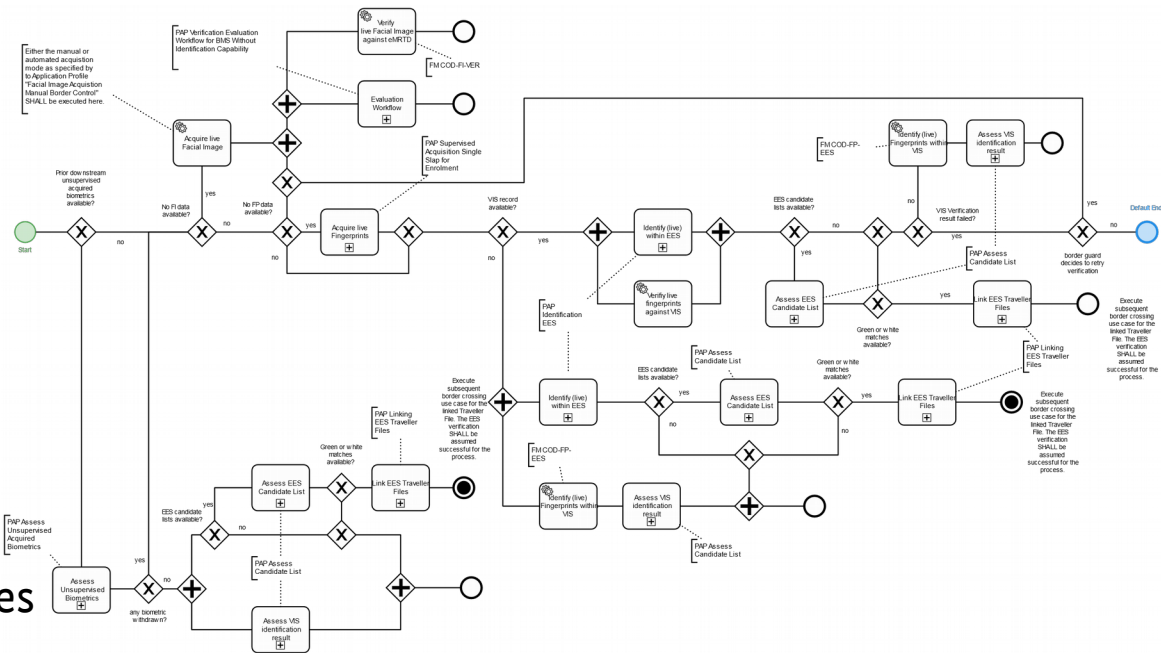 Verify
live Facial Image
against eMRTD
PAP Verification Evaluation
Workflow for BMS Without
Identification Capability
FM COD-FI-VER
Either the manual or
automated acquistion
mode as specified by
to Application Profile
"Facial Image Acquistion
Manual Border Control"
SHALL be executed here.
Evaluation
Workflow
Acquire live
Facial Image
PAP Supervised
Acquisition Single
Slap for
Enrolment
FM COD-FP-
EES
Identify (live)
Fingerprints within
VIS
Assess VIS
identification
result
Prior downstream
unsupervised
acquired
biometrics
available?
No FI data
available?
yes
no
No FP data
available?
yes
no
Acquire live
Fingerprints
VIS record
available?
yes
no
Identify (live)
within EES
Verify live
fingerprints
against VIS
EES candidate
lists available?
no
yes
VIS Verification
result failed?
no
yes
yes
no
Default End
Start
no
border guard
decides to retry
verification
PAP Assess
Candidate List
PAP
Identification
EES
Assess EES
Candidate List
yes
Link EES Traveller
Files
Green or white
matches
available?
Execute
subsequent
border crossing
use case for the
linked Traveller
File. The EES
verification
SHALL be
assumed
successful for the
process.
PAP Linking
EES Traveller
Files
PAP Assess
Candidate List
Execute
subsequent
border crossing
use case for the
linked Traveller
File. The EES
verification
SHALL be
assumed
successful for the
process.
Identify (live)
within EES
EES candidate
lists available?
yes
no
Assess EES
Candidate List
Green or white
matches
available?
yes
no
Link EES Traveller
Files
Execute
subsequent
border crossing
use case for the
linked Traveller
File. The EES
verification
SHALL be
assumed
successful for the
process.
PAP Linking
EES Traveller
Files
FM COD-FP-
EES
Identify (live)
Fingerprints within
VIS
Assess VIS
identification
result
PAP Assess
Candidate List
Green or white
matches
available?
Assess EES
Candidate List
Link EES Traveller
Files
EES candidate
lists available?
yes
no
PAP Assess
Unsupervised
Acquired
Biometrics
PAP Assess
Candidate List
Assess
Unsupervised
Biometrics
yes
no
any biometric
withdrawn?
Assess VIS
identification
result
es